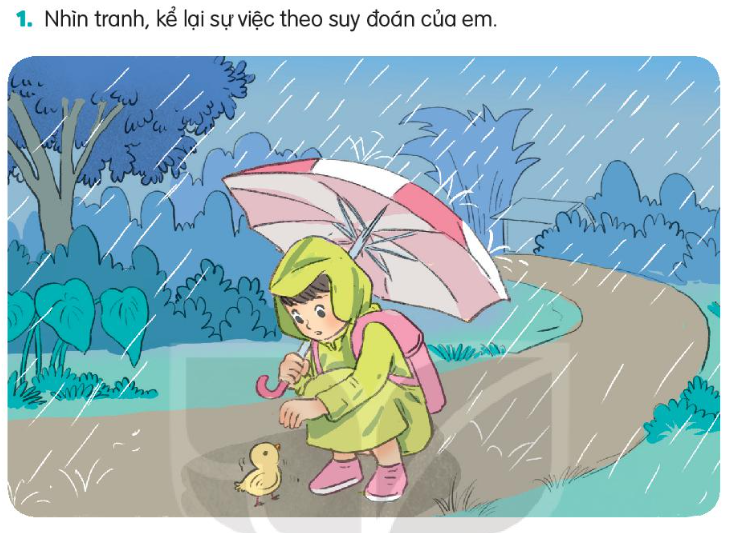 1. Nhìn tranh, kể lại sự việc theo suy đoán của em.